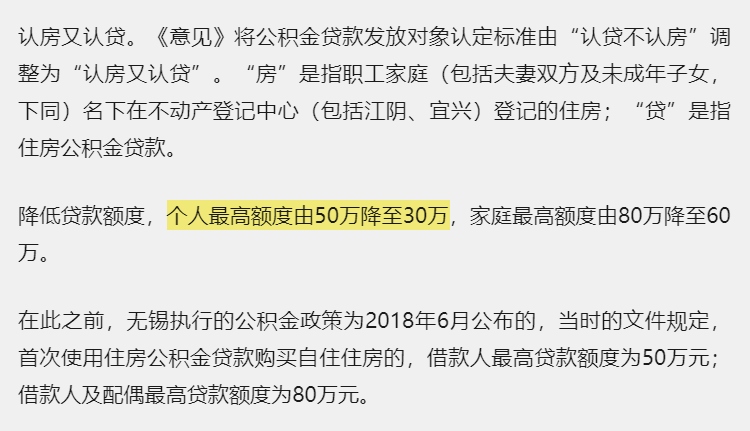 认房又认贷。《意见》将公积金贷款发放对象认定标准由“认贷不认房”调
整为“认房又认贷”。“房”是指职工家庭（包括夫妻双方及未成年子女，
下同）名下在不动产登记中心（包括江阴、宜兴）登记的住房；“贷”是指
住房公积金贷款。
降低贷款额度，个人最高额度由50万降至30万，家庭最高额度由80万降至60
万。
在此之前，无锡执行的公积金政策为2018年6月公布的，当时的文件规定，
首次使用住房公积金贷款购买自住住房的，借款人最高贷款额度为50万元；
借款人及配偶最高贷款额度为80万元。